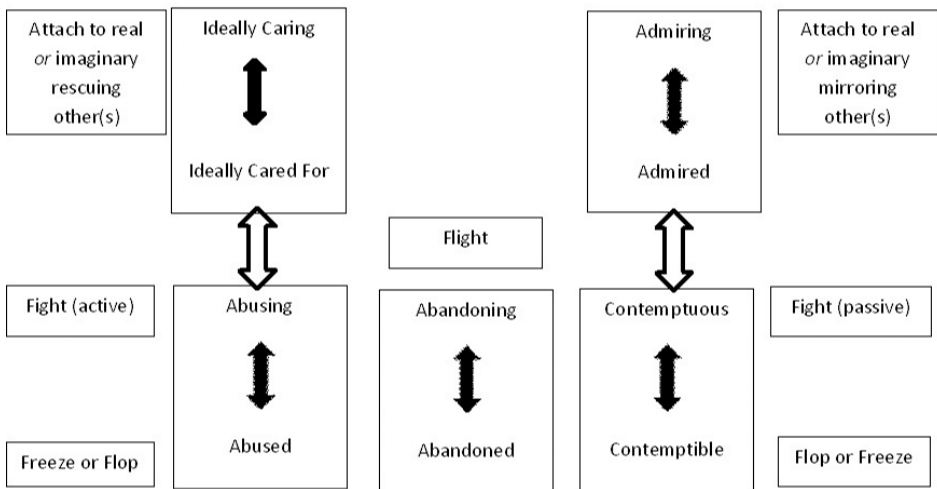 Attach to real
or imaginary
rescuing
other(s)
Ideally Caring
Ideally Cared For
Admiring
Admired
Attach to real
or imaginary
mirroring
other(s)
Flight
Fight (active)
Abusing
Abused
Abandoning
Abandoned
Contemptuous
Contemptible
Fight (passive)
Freeze or Flop
Flop or Freeze